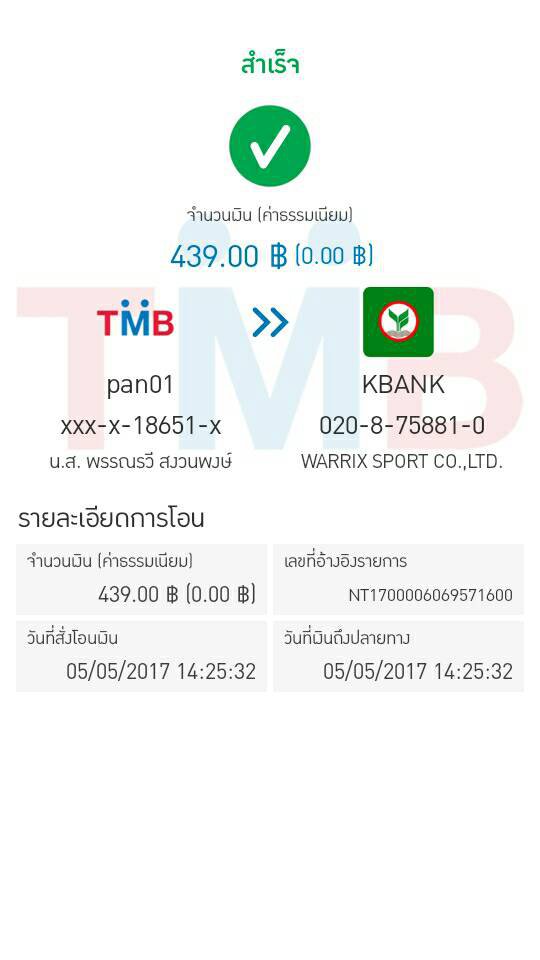 สำเร็จ
จำนวนเงิน (ค่าธรรมเนียม)
439.00 ฿ (0.00 ฿)
TMB
pan01
KBANK
xxx-x-18651-x
020-8-75881-0
น.ส. พรรณรวี สงวนพงษ์
WARRIX SPORT CO.,LTD.
รายละเอียดการโอน
จำนวนเงิน (ค่าธรรมเนียม)
439.00 ฿ (0.00 ฿)
เลขที่อ้างอิงรายการ
NT1700006069571600
วันที่สั่งโอนเงิน
05/05/2017 14:25:32
วันที่เงินถึงปลายทาง
05/05/2017 14:25:32
TMB